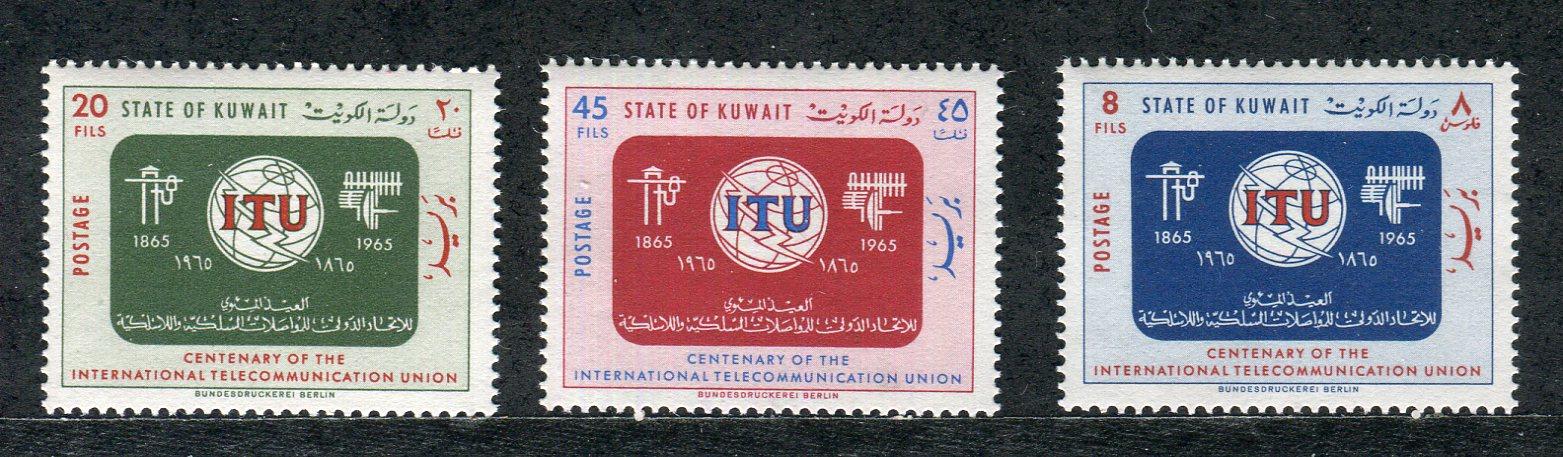 20 STATE OF KUWAIT دولة الكويت ٢٠
FILS فلسًا
POSTAGE
بريد
ITU
1865 1965
١٩٦٥ ١٨٦٥
العيد المئوي
للاتحاد الدولي للمواصلات السلكية واللاسلكية
CENTENARY OF THE
INTERNATIONAL TELECOMMUNICATION UNION
BUNDESDRUCKEREI BERLIN
45 STATE OF KUWAIT دولة الكويت ٤٥
FILS فلسًا
POSTAGE
بريد
ITU
1865 1965
١٩٦٥ ١٨٦٥
العيد المئوي
للاتحاد الدولي للمواصلات السلكية واللاسلكية
CENTENARY OF THE
INTERNATIONAL TELECOMMUNICATION UNION
BUNDESDRUCKEREI BERLIN
8 STATE OF KUWAIT دولة الكويت ٨
FILS فلوس
POSTAGE
بريد
ITU
1865 1965
١٩٦٥ ١٨٦٥
العيد المئوي
للاتحاد الدولي للمواصلات السلكية واللاسلكية
CENTENARY OF THE
INTERNATIONAL TELECOMMUNICATION UNION
BUNDESDRUCKEREI BERLIN